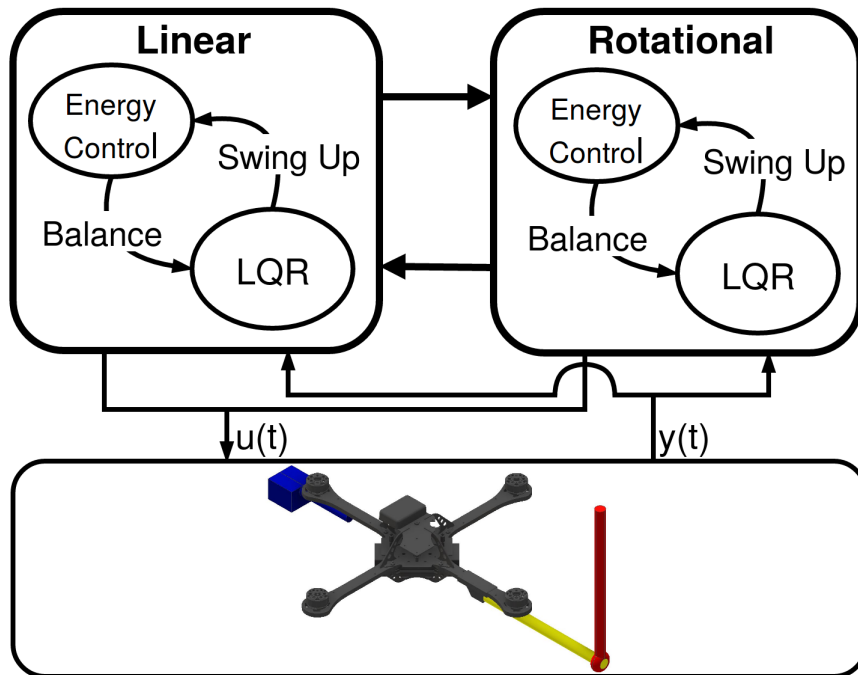 Linear
Energy
Control
Swing Up
Balance
LQR
Rotational
Energy
Control
Swing Up
Balance
LQR
u(t)
y(t)